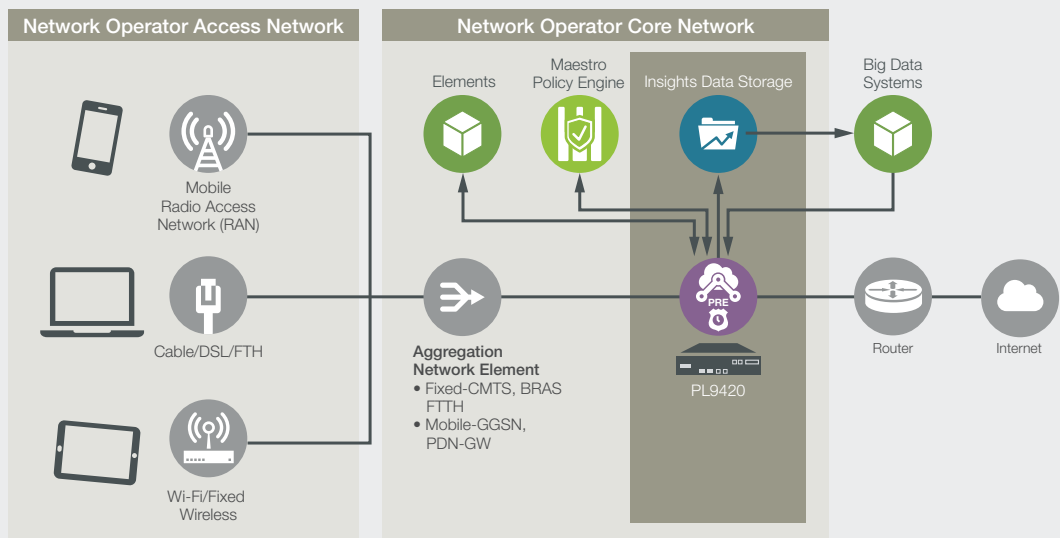 Network Operator Access Network
Network Operator Core Network
Elements
Maestro
Policy Engine
Insights Data Storage
Big Data
Systems
Mobile
Radio Access
Network (RAN)
Cable/DSL/FTH
Wi-Fi/Fixed
Wireless
Aggregation
Network Element
• Fixed-CMTS, BRAS
FTTH
• Mobile-GGSN,
PDN-GW
PRE
PL9420
Router
Internet